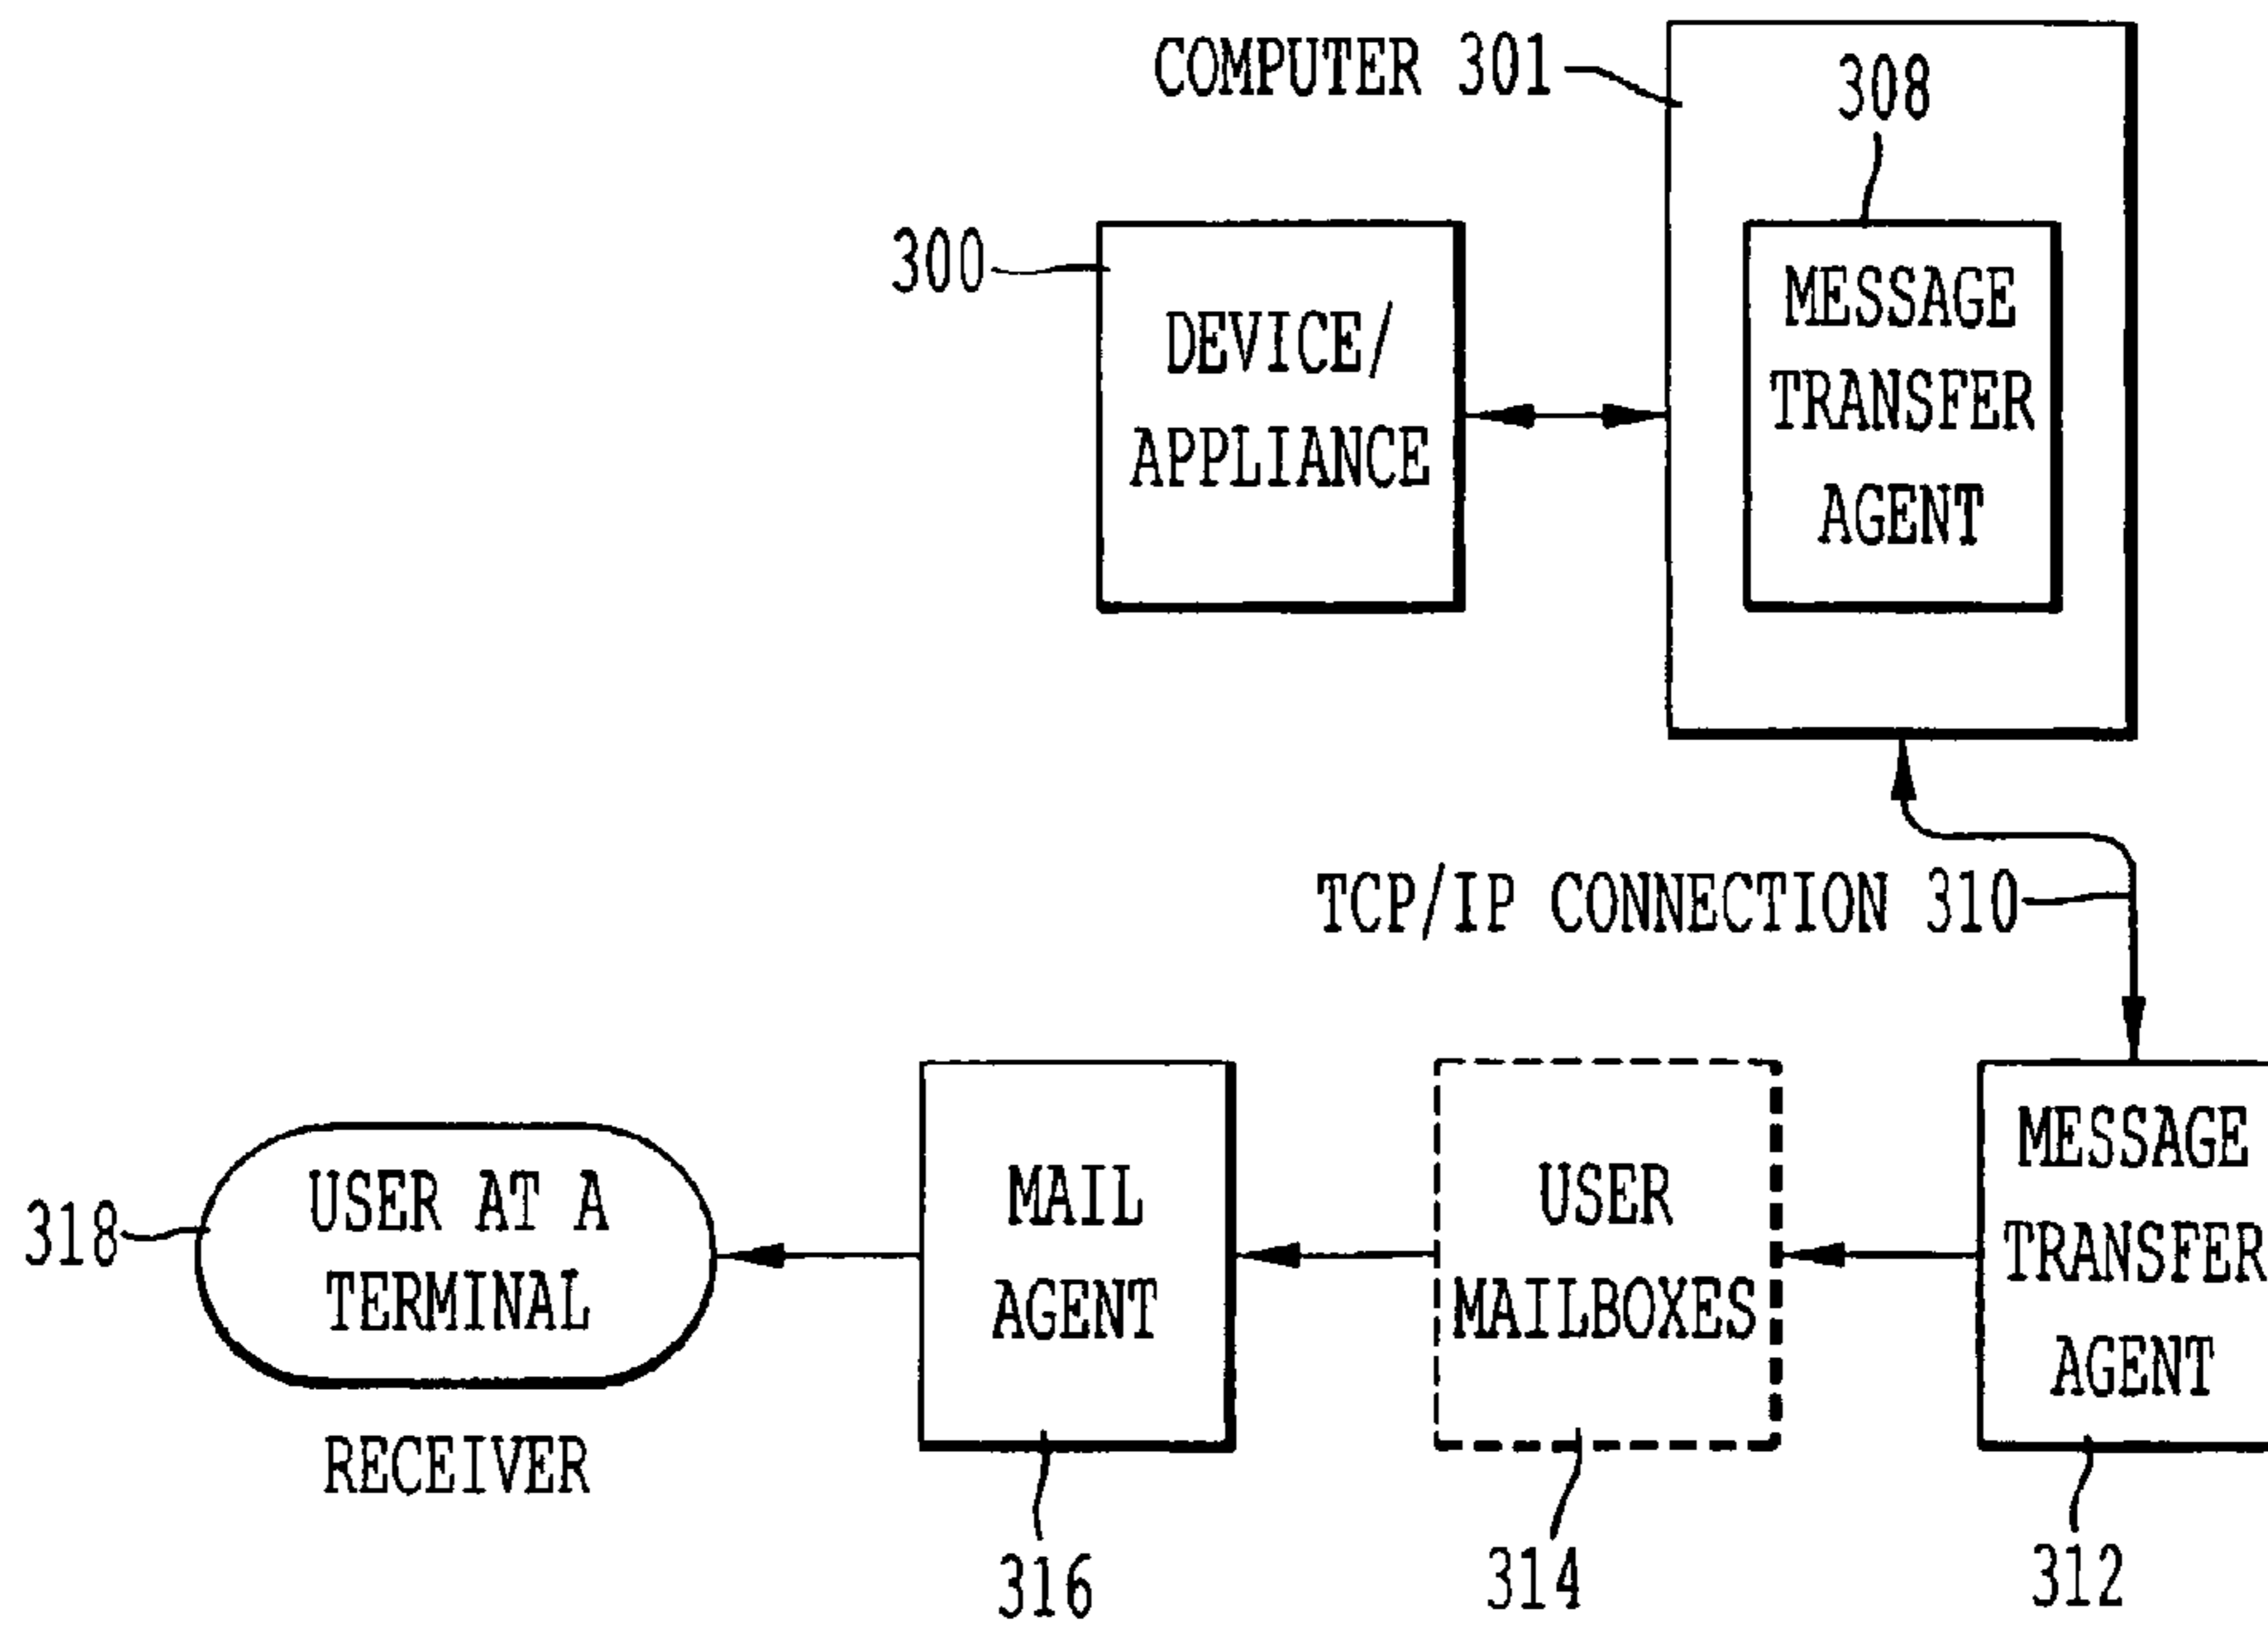 COMPUTER 301
308
300
DEVICE/
APPLIANCE
MESSAGE
TRANSFER
AGENT
TCP/IP CONNECTION 310
318
USER AT A
TERMINAL
RECEIVER
MAIL
AGENT
316
USER
MAILBOXES
314
MESSAGE
TRANSFER
AGENT
312